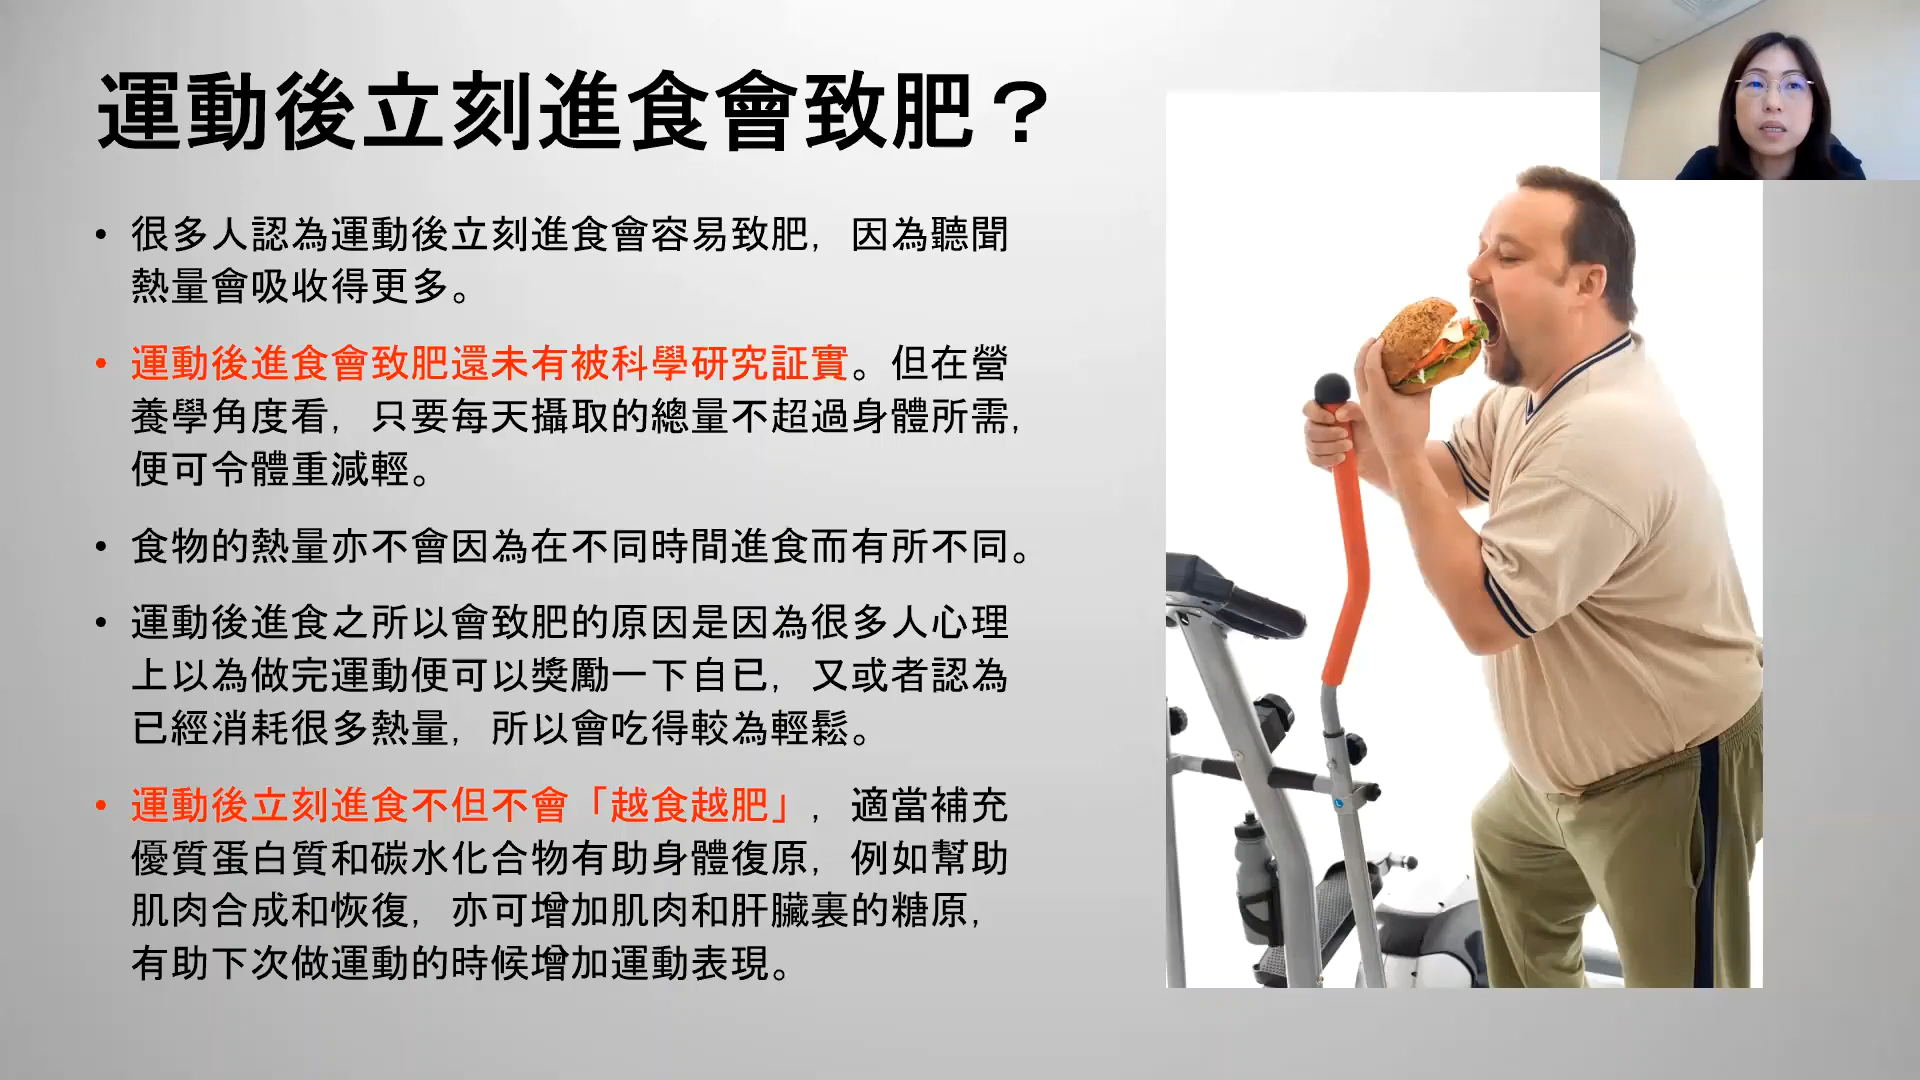 運動後立刻進食會致肥？
• 很多人認為運動後立刻進食會容易致肥，因為聽聞
熱量會吸收得更多。
• 運動後進食會致肥還未有被科學研究証實。但在營
養學角度看，只要每天攝取的總量不超過身體所需，
便可令體重減輕。
• 食物的熱量亦不會因為在不同時間進食而有所不同。
• 運動後進食之所以會致肥的原因是因為很多人心理
上以為做完運動便可以獎勵一下自已，又或者認為
已經消耗很多熱量，所以會吃得較為輕鬆。
• 運動後立刻進食不但不會「越食越肥」，適當補充
優質蛋白質和碳水化合物有助身體復原，例如幫助
肌肉合成和恢復，亦可增加肌肉和肝臟裏的糖原，
有助下次做運動的時候增加運動表現。